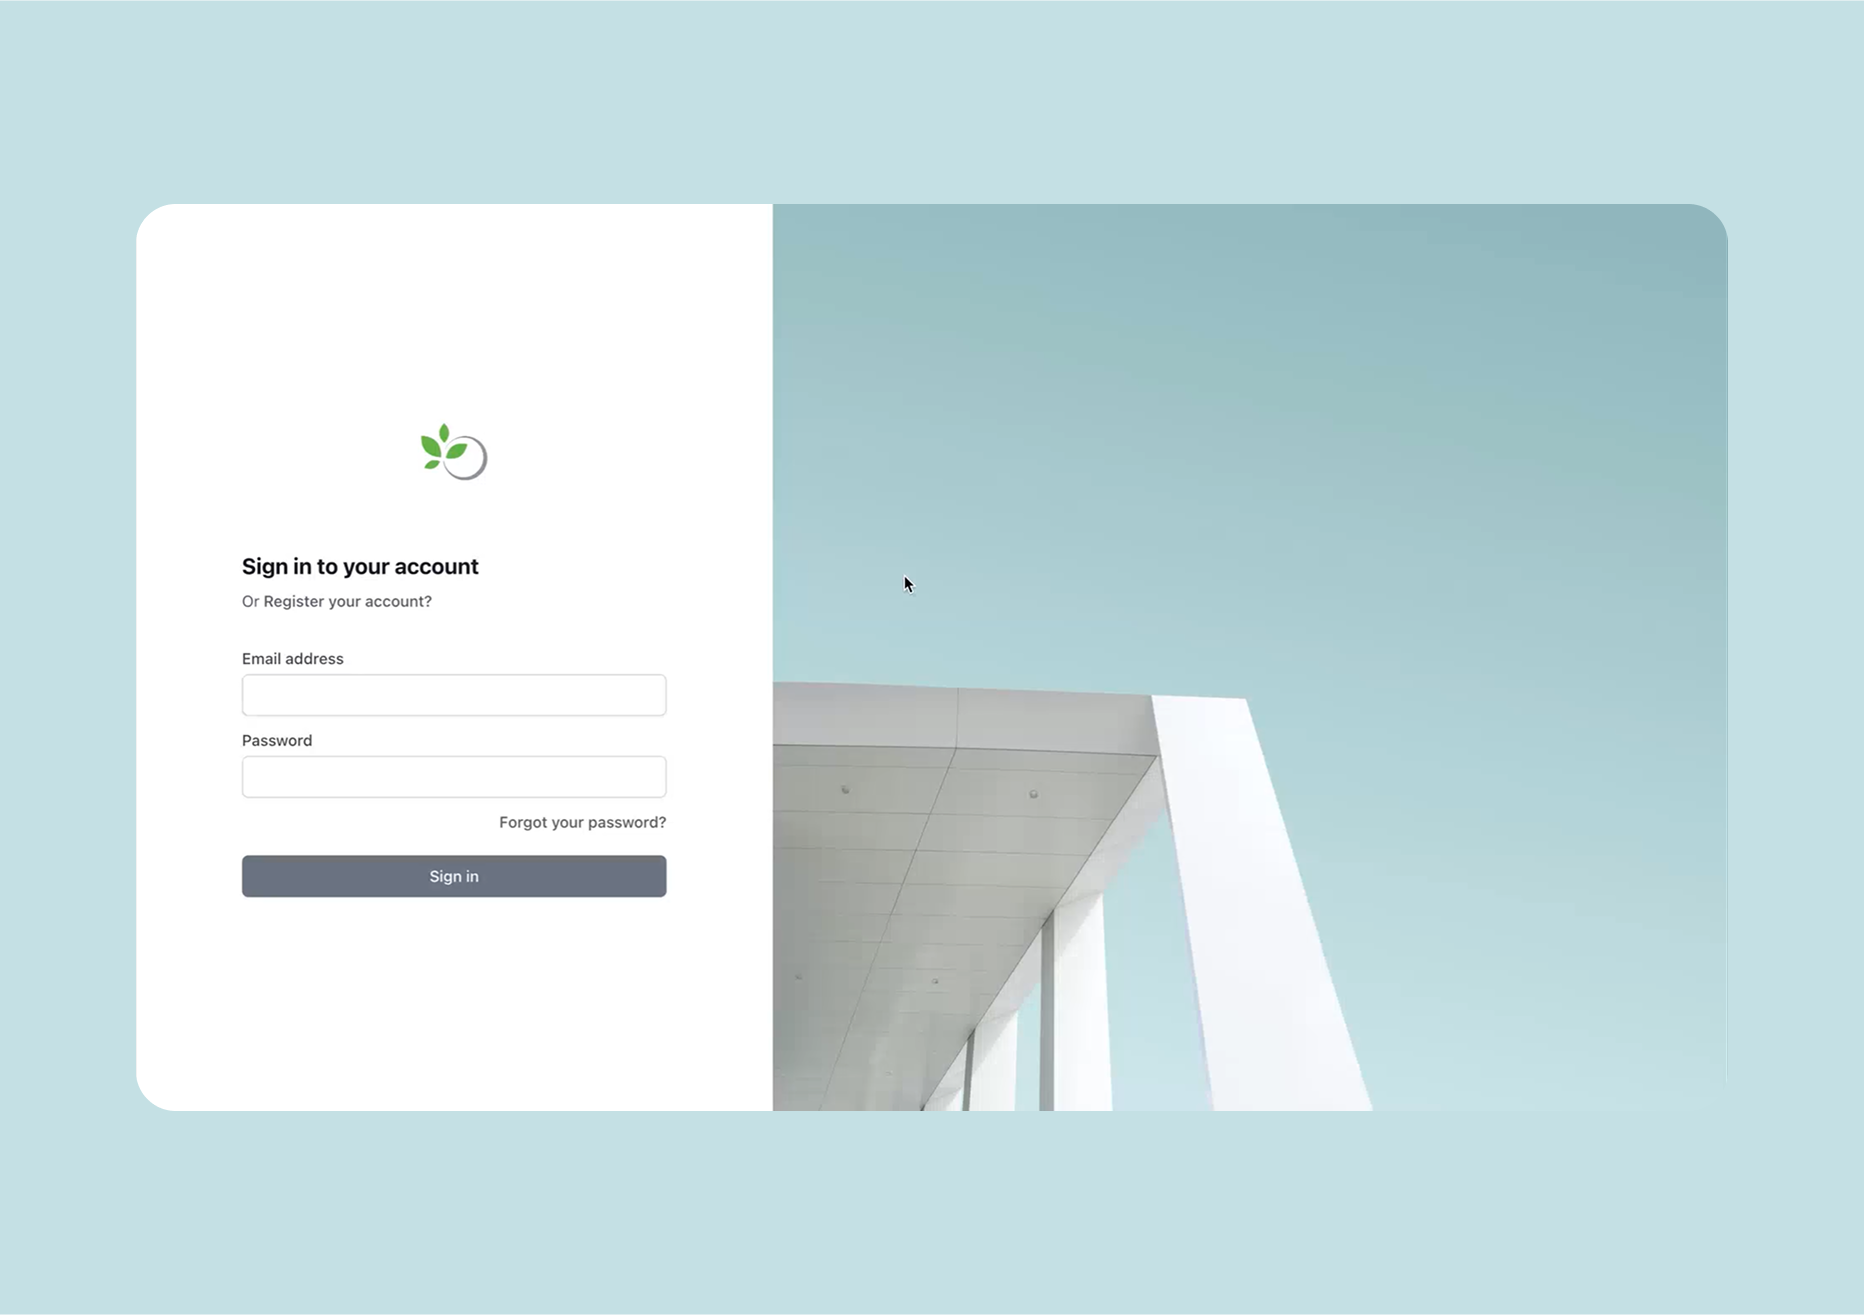 Sign in to your account
Or Register your account?
Email address
Password
Forgot your password?
Sign in